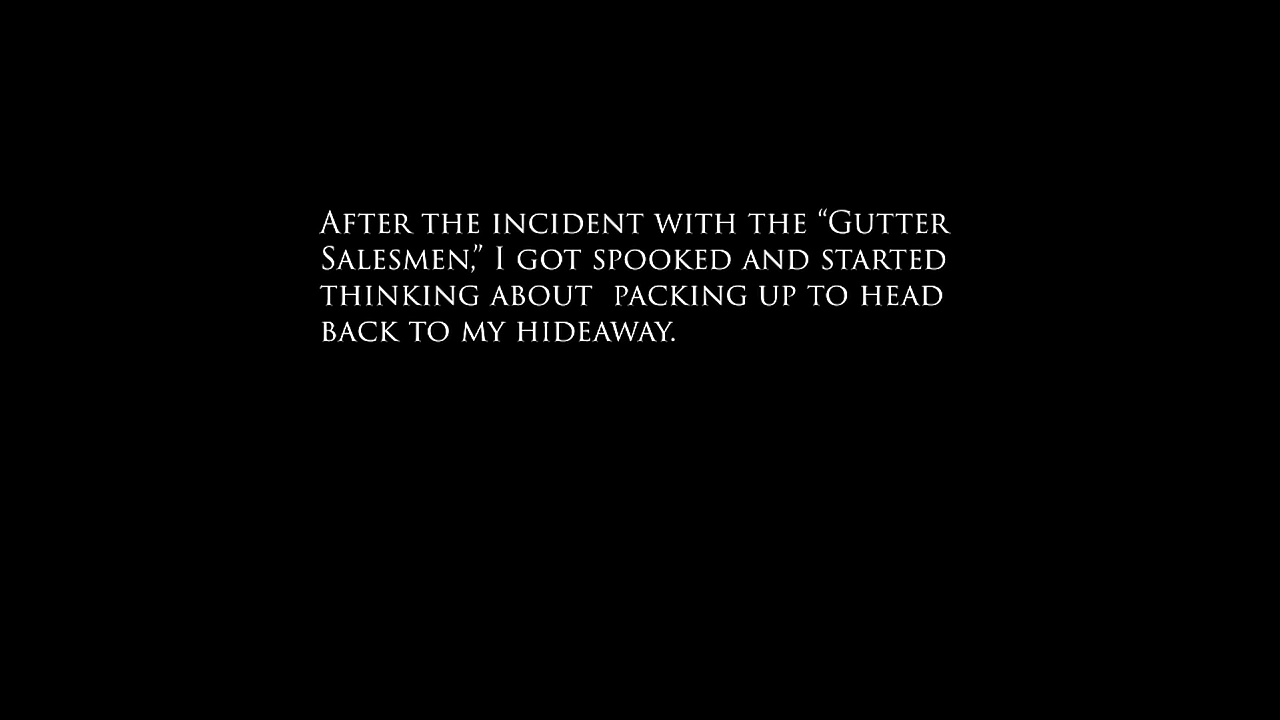 After the incident with the “Gutter
Salesmen,” I got spooked and started
thinking about  packing up to head
back to my hideaway.